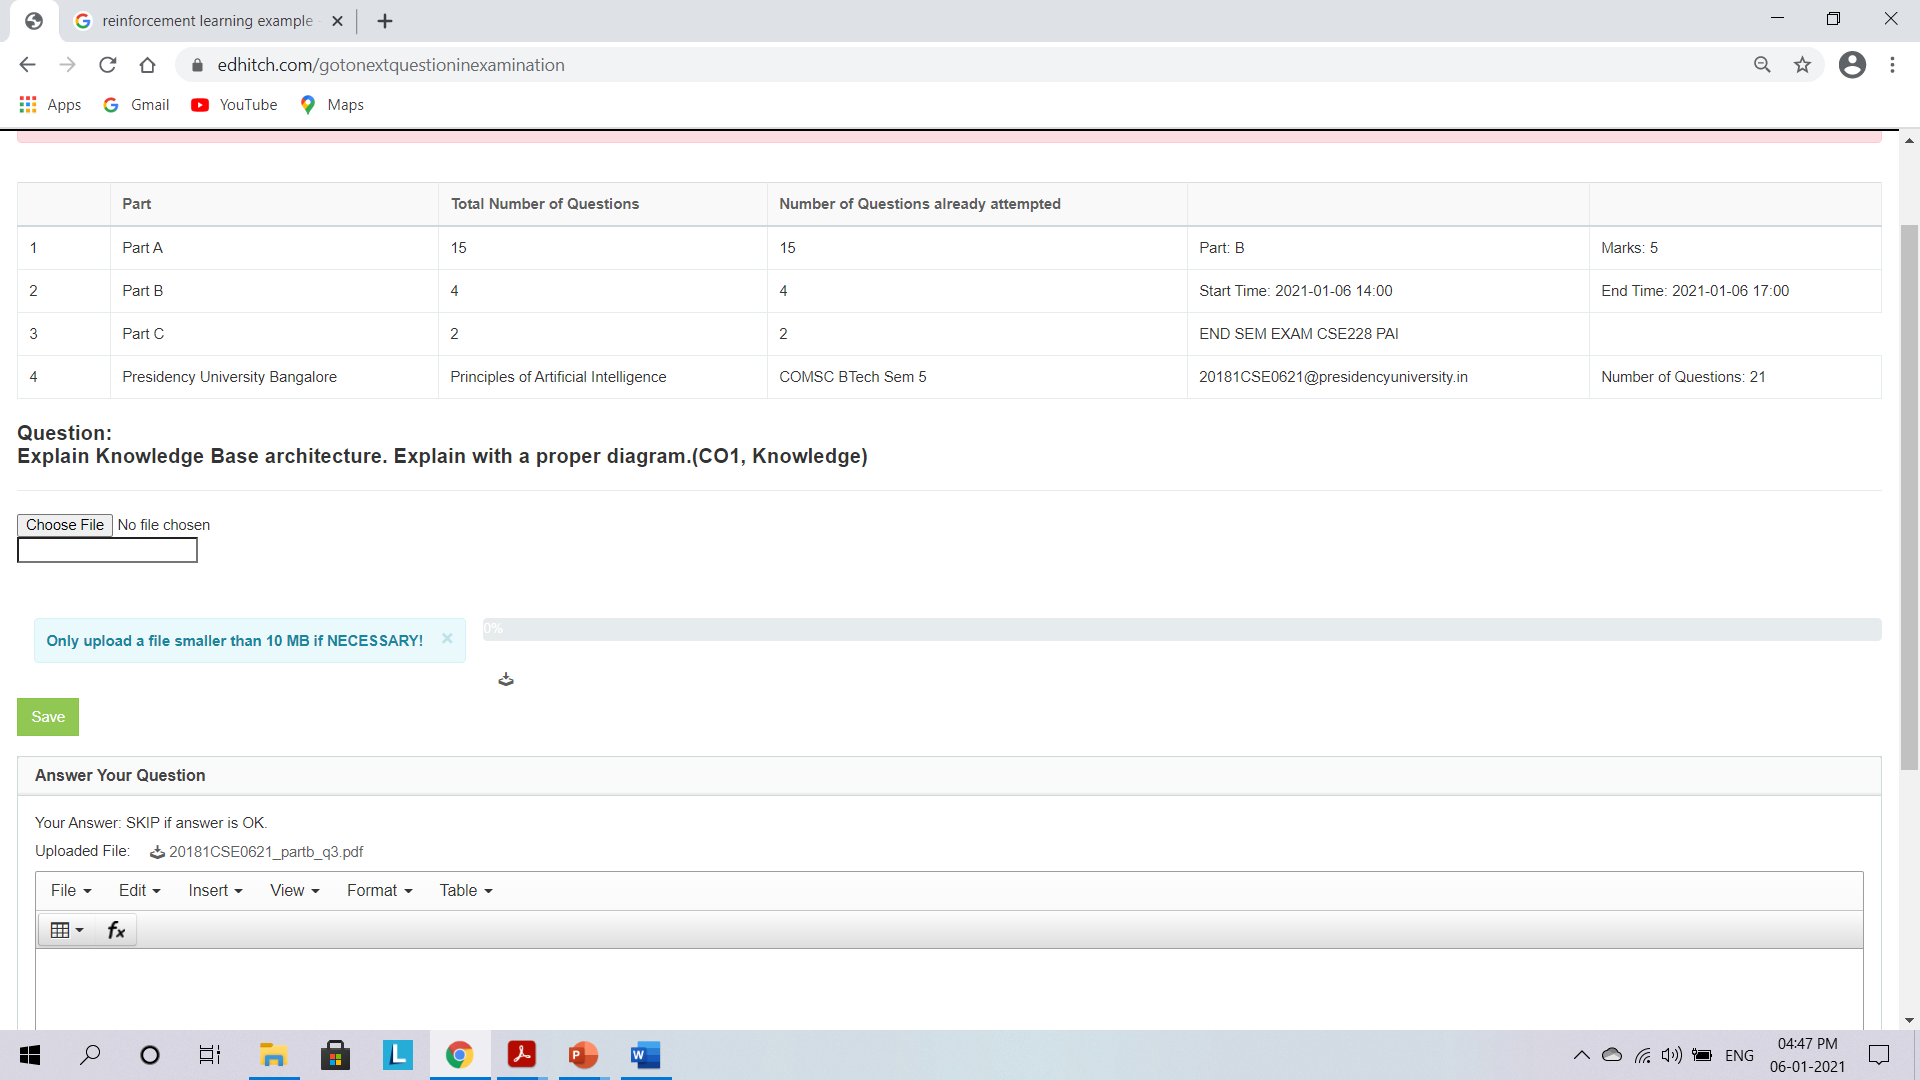 reinforcement learning example
edhitch.com/gotonextquestioninexamination
Apps Gmail YouTube Maps
Part Total Number of Questions Number of Questions already attempted
1 Part A 15 15 Part: B Marks: 5
2 Part B 4 4 Start Time: 2021-01-06 14:00 End Time: 2021-01-06 17:00
3 Part C 2 2 END SEM EXAM CSE228 PAI
4 Presidency University Bangalore Principles of Artificial Intelligence COMSC BTech Sem 5 20181CSE0621@presidencyuniversity.in Number of Questions: 21
Question:
Explain Knowledge Base architecture. Explain with a proper diagram.(CO1, Knowledge)
Choose File No file chosen
Only upload a file smaller than 10 MB if NECESSARY! × 0%
Save
Answer Your Question
Your Answer: SKIP if answer is OK.
Uploaded File: 20181CSE0621_partb_q3.pdf
File Edit Insert View Format Table
fx
ENG 04:47 PM
06-01-2021